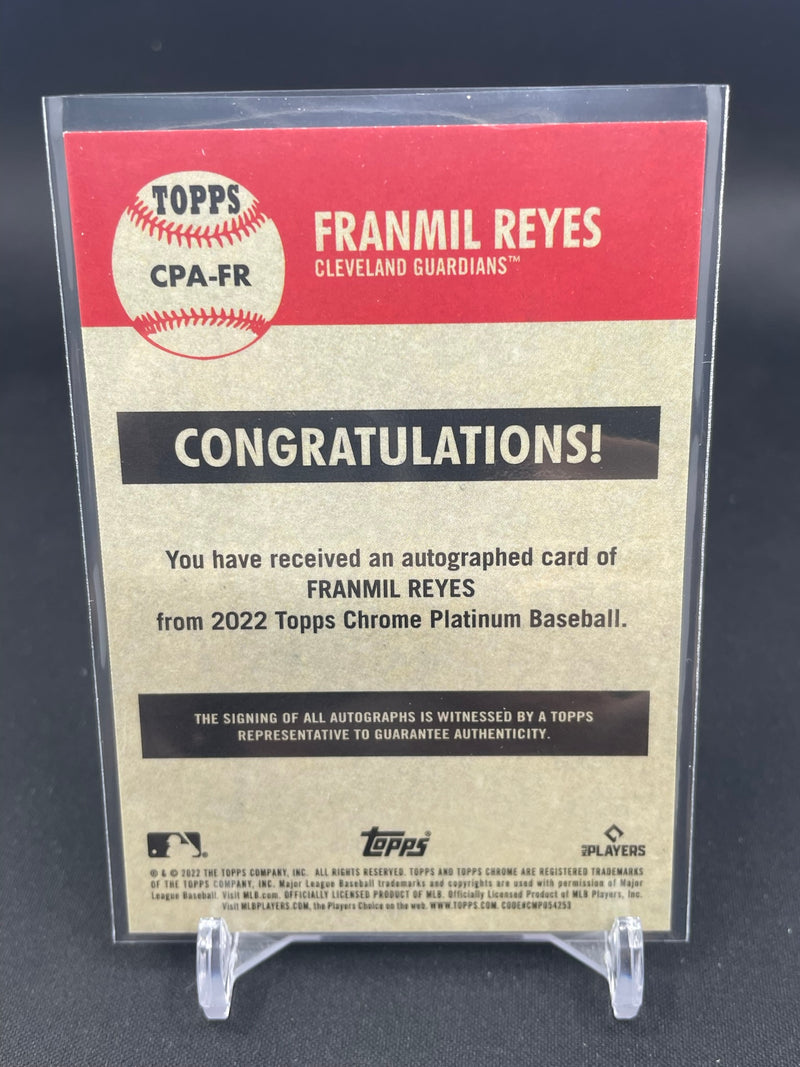 TOPPS
CPA-FR
FRANMIL REYES
CLEVELAND GUARDIANS™
CONGRATULATIONS!
You have received an autographed card of
FRANMIL REYES
from 2022 Topps Chrome Platinum Baseball.
THE SIGNING OF ALL AUTOGRAPHS IS WITNESSED BY A TOPPS
REPRESENTATIVE TO GUARANTEE AUTHENTICITY.
Topps®
MLB PLAYERS
® & © 2022 THE TOPPS COMPANY, INC. ALL RIGHTS RESERVED. TOPPS AND TOPPS CHROME ARE REGISTERED TRADEMARKS
OF THE TOPPS COMPANY, INC. Major League Baseball trademarks and copyrights are used with permission of Major
League Baseball. Visit MLB.com. OFFICIALLY LICENSED PRODUCT OF MLB. Officially Licensed Product of MLB Players, Inc.
Visit MLBPLAYERS.COM, the Players Choice on the web. WWW.TOPPS.COM. CODE#CMP054253